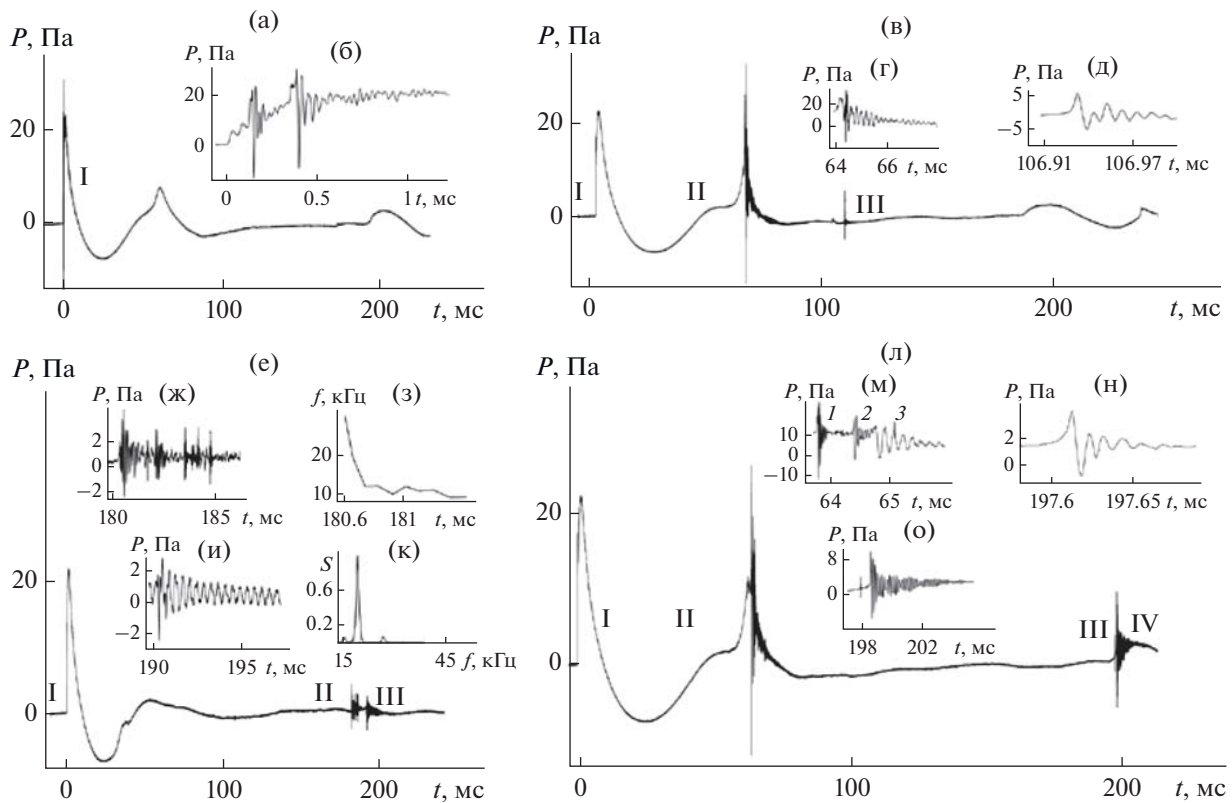 (а)
P, Па
20
0
I
0
100
200
t, мс
(б)
P, Па
20
0
0
0.5
1 t, мс
(в)
P, Па
20
0
I
II
III
0
100
200
t, мс
(г)
P, Па
20
0
64
66
t, мс
(д)
P, Па
5
−5
106.91
106.97 t, мс
(е)
P, Па
20
0
I
II
III
0
100
200
t, мс
(ж)
P, Па
2
0
−2
180
185
t, мс
(з)
f, кГц
20
10
180.6
181
t, мс
(и)
P, Па
2
0
−2
190
195
t, мс
(к)
S
0.6
0.2
15
45 f, кГц
(л)
P, Па
20
0
I
II
III
IV
0
100
200
t, мс
(м)
P, Па
1
2
3
10
0
−10
64
65
t, мс
(н)
P, Па
2
0
197.6
197.65
t, мс
(о)
P, Па
8
4
0
198
202
t, мс